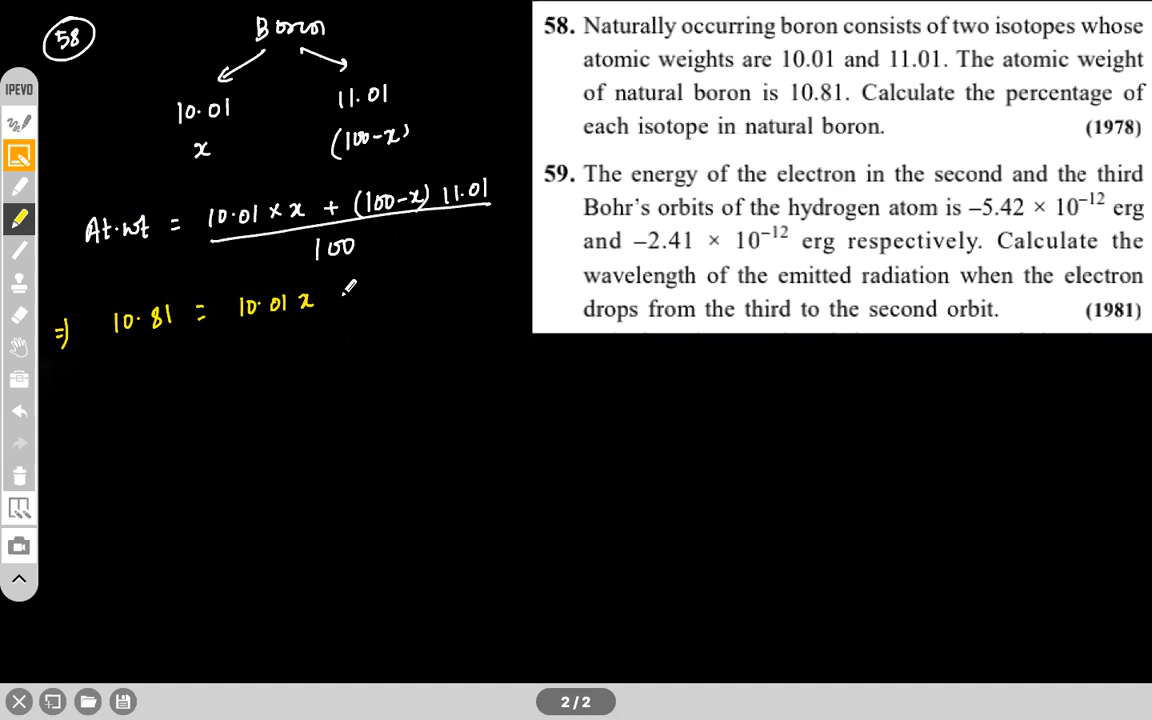 58
Boron
10.01 11.01
x (100-x)
At.wt = 10.01 × x + (100-x) 11.01
100
⇒ 10.81 = 10.01 x
58. Naturally occurring boron consists of two isotopes whose
atomic weights are 10.01 and 11.01. The atomic weight
of natural boron is 10.81. Calculate the percentage of
each isotope in natural boron. (1978)
59. The energy of the electron in the second and the third
Bohr's orbits of the hydrogen atom is –5.42 × 10⁻¹² erg
and –2.41 × 10⁻¹² erg respectively. Calculate the
wavelength of the emitted radiation when the electron
drops from the third to the second orbit. (1981)
IPEVO
2/2